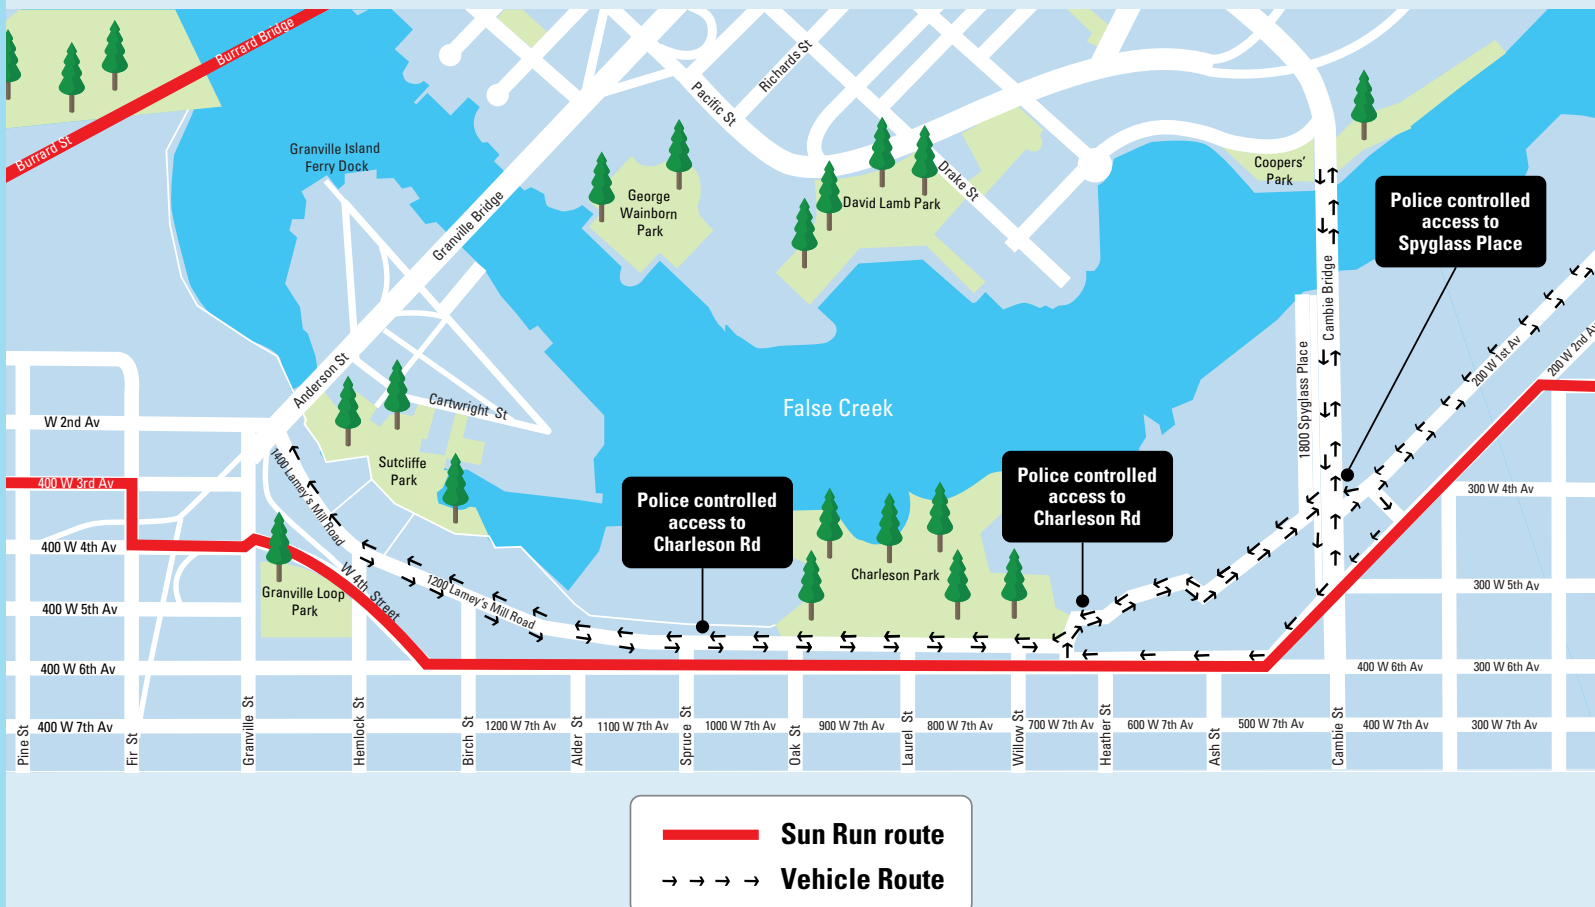 Burrard Bridge
Burrard St
Granville Island
Ferry Dock
Granville Bridge
Pacific St
Richards St
George
Wainborn
Park
David Lamb Park
Drake St
Coopers'
Park
Police controlled
access to
Spyglass Place
Cambie Bridge
1800 Spyglass Place
200 W 1st Av
200 W 2nd Av
Anderson St
Cartwright St
False Creek
W 2nd Av
Sutcliffe
Park
1400 Lamey's Mill Road
400 W 3rd Av
Police controlled
access to
Charleson Rd
Police controlled
access to
Charleson Rd
300 W 4th Av
400 W 4th Av
W 4th Street
Granville Loop
Park
1200 Lamey's Mill Road
Charleson Park
300 W 5th Av
400 W 5th Av
400 W 6th Av
400 W 6th Av
300 W 6th Av
400 W 7th Av
1200 W 7th Av
1100 W 7th Av
1000 W 7th Av
900 W 7th Av
800 W 7th Av
700 W 7th Av
600 W 7th Av
500 W 7th Av
400 W 7th Av
300 W 7th Av
Pine St
Fir St
Granville St
Hemlock St
Birch St
Alder St
Spruce St
Oak St
Laurel St
Willow St
Heather St
Ash St
Cambie St
Sun Run route
Vehicle Route